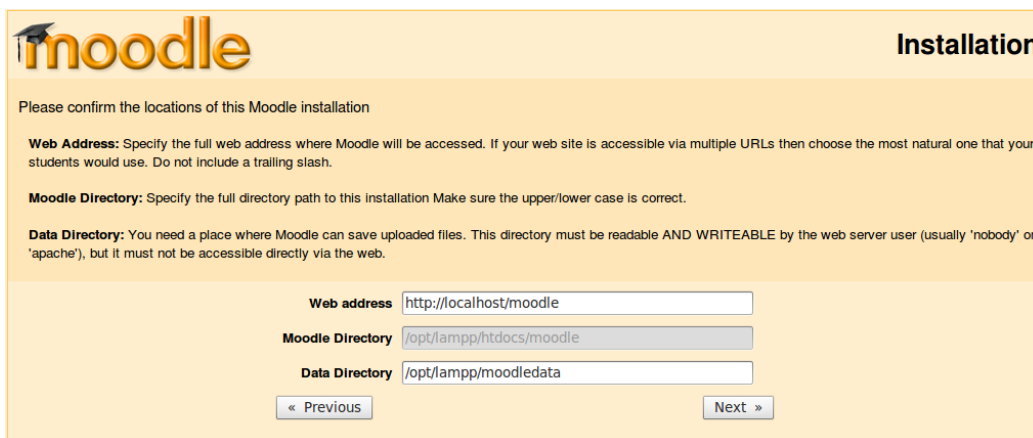 moodle
Installation
Please confirm the locations of this Moodle installation
Web Address: Specify the full web address where Moodle will be accessed. If your web site is accessible via multiple URLs then choose the most natural one that your
students would use. Do not include a trailing slash.
Moodle Directory: Specify the full directory path to this installation Make sure the upper/lower case is correct.
Data Directory: You need a place where Moodle can save uploaded files. This directory must be readable AND WRITEABLE by the web server user (usually 'nobody' or
'apache'), but it must not be accessible directly via the web.
Web address http://localhost/moodle
Moodle Directory /opt/lampp/htdocs/moodle
Data Directory /opt/lampp/moodledata
« Previous Next »